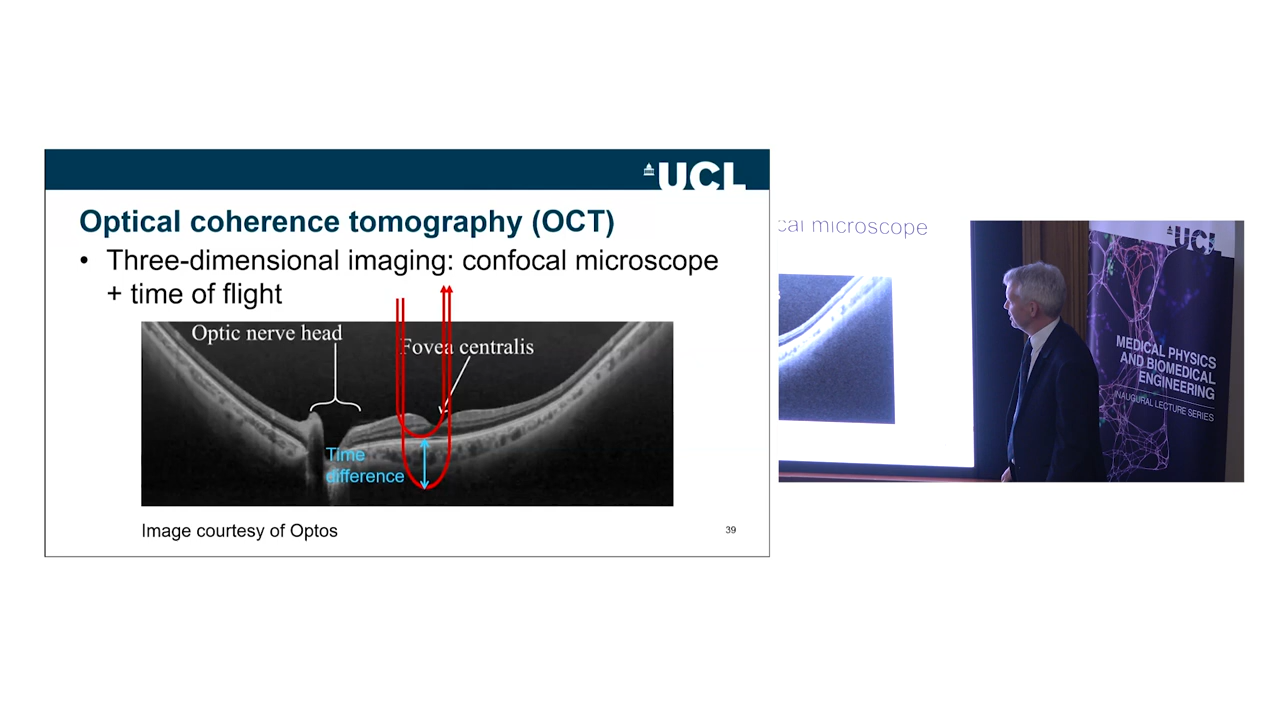 UCL
Optical coherence tomography (OCT)
• Three-dimensional imaging: confocal microscope
+ time of flight
Optic nerve head
Fovea centralis
Time
difference
Image courtesy of Optos
39
cal microscope
UCL
MEDICAL PHYSICS
AND BIOMEDICAL
ENGINEERING
INAUGURAL LECTURE SERIES